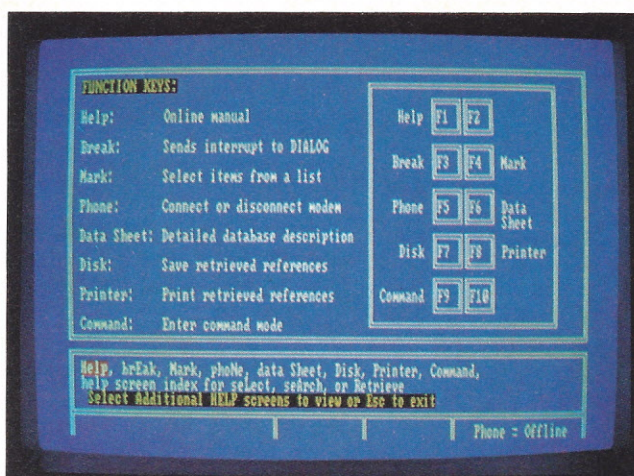 FUNCTION KEYS:
Help: Online manual
Break: Sends interrupt to DIALOG
Mark: Select items from a list
Phone: Connect or disconnect modem
Data Sheet: Detailed database description
Disk: Save retrieved references
Printer: Print retrieved references
Command: Enter command mode
Help F1 F2
Break F3 F4 Mark
Phone F5 F6 Data Sheet
Disk F7 F8 Printer
Command F9 F10
Help, brEak, Mark, phoNe, data Sheet, Disk, Printer, Command,
help screen index for seLect, seArch, or Retrieve
Select Additional HELP screens to view or Esc to exit
Phone = Offline